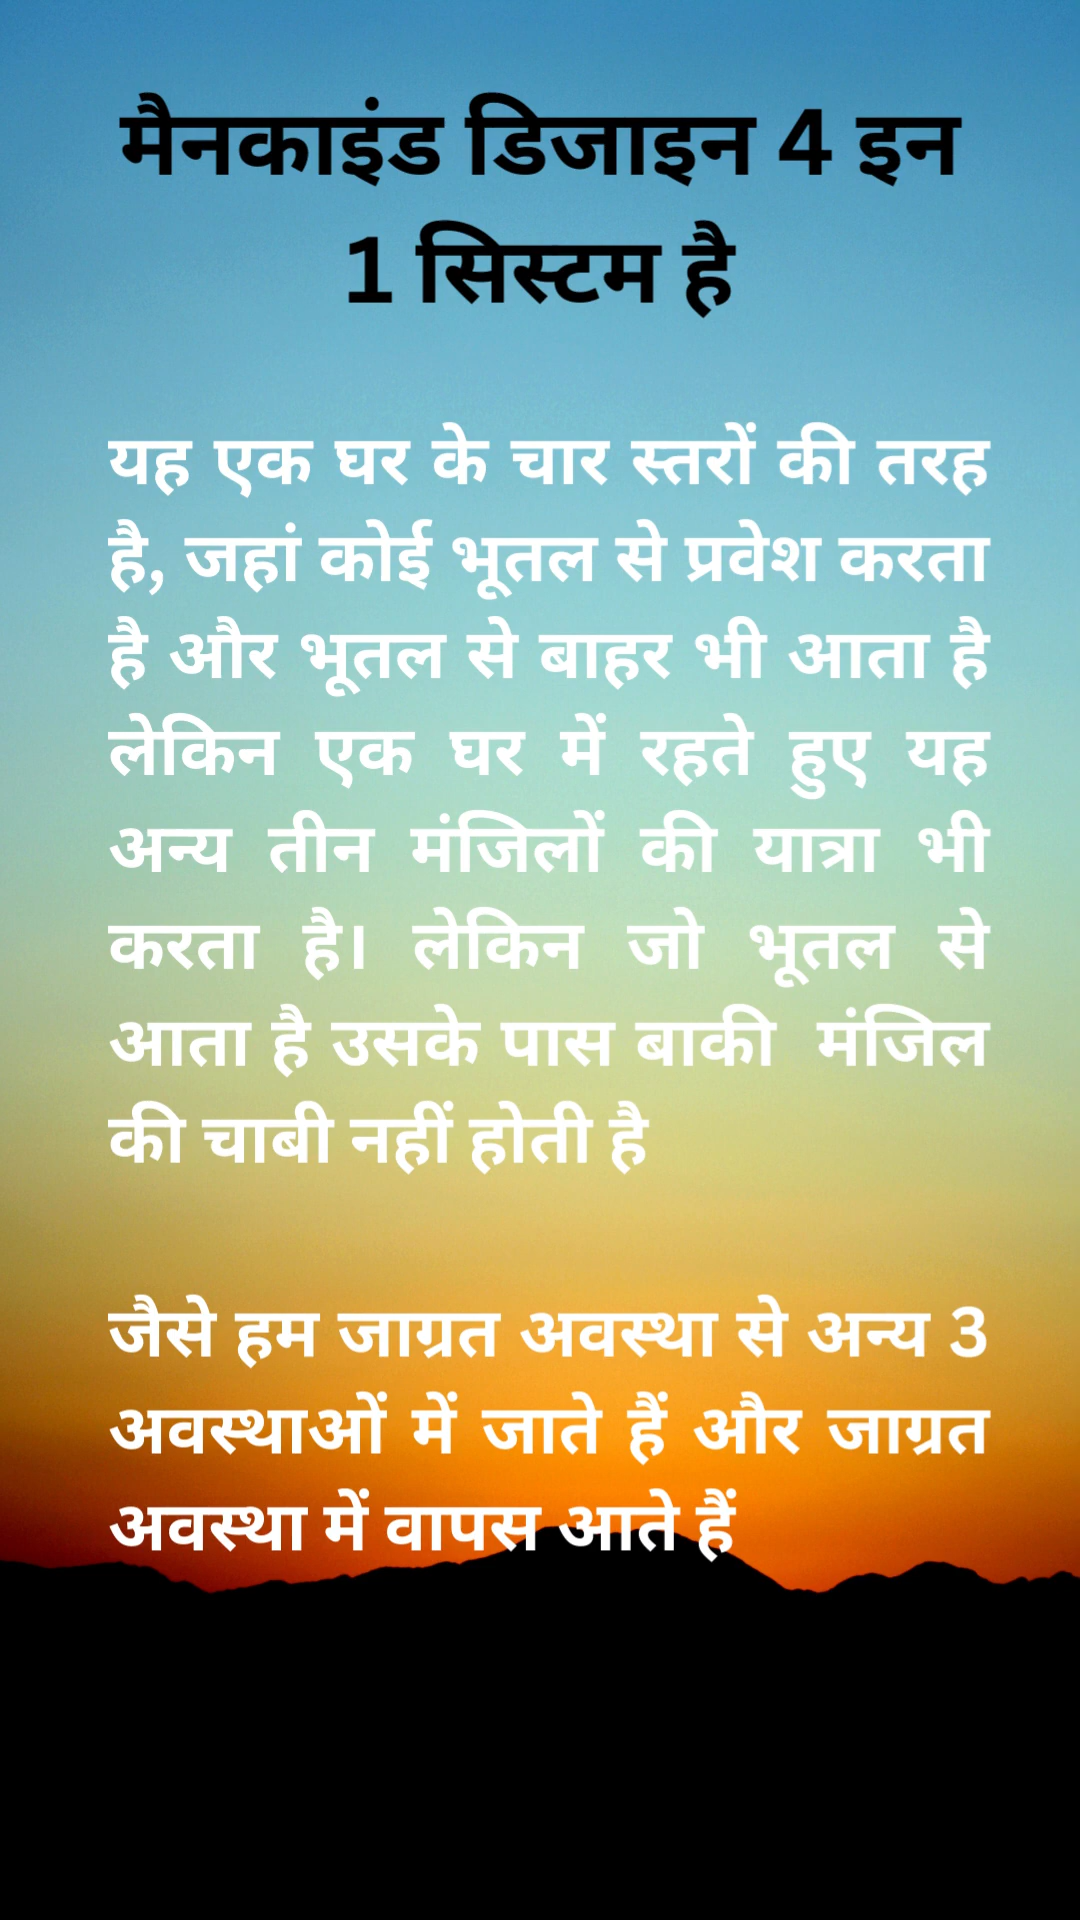 मैनकाइंड डिजाइन 4 इन
1 सिस्टम है
यह एक घर के चार स्तरों की तरह
है, जहां कोई भूतल से प्रवेश करता
है और भूतल से बाहर भी आता है
लेकिन एक घर में रहते हुए यह
अन्य तीन मंजिलों की यात्रा भी
करता है। लेकिन जो भूतल से
आता है उसके पास बाकी मंजिल
की चाबी नहीं होती है
जैसे हम जाग्रत अवस्था से अन्य 3
अवस्थाओं में जाते हैं और जाग्रत
अवस्था में वापस आते हैं